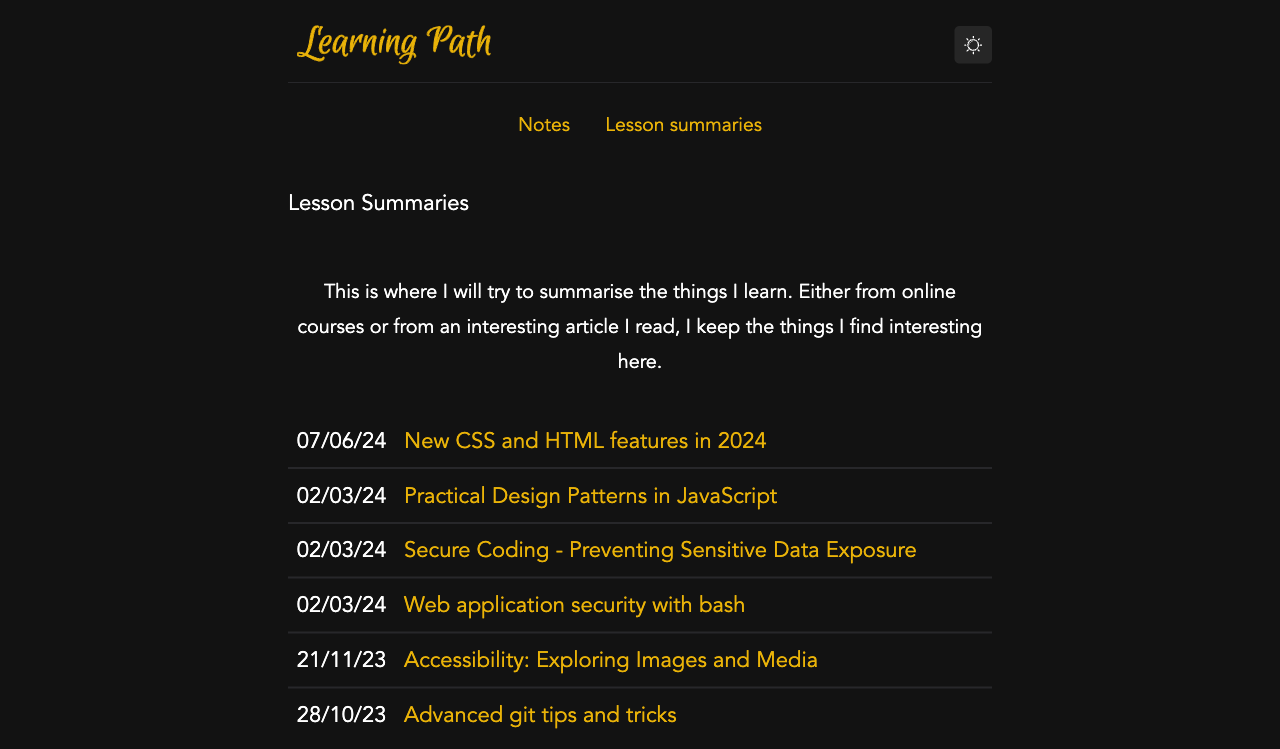 Learning Path
Notes Lesson summaries
Lesson Summaries
This is where I will try to summarise the things I learn. Either from online
courses or from an interesting article I read, I keep the things I find interesting
here.
07/06/24 New CSS and HTML features in 2024
02/03/24 Practical Design Patterns in JavaScript
02/03/24 Secure Coding - Preventing Sensitive Data Exposure
02/03/24 Web application security with bash
21/11/23 Accessibility: Exploring Images and Media
28/10/23 Advanced git tips and tricks